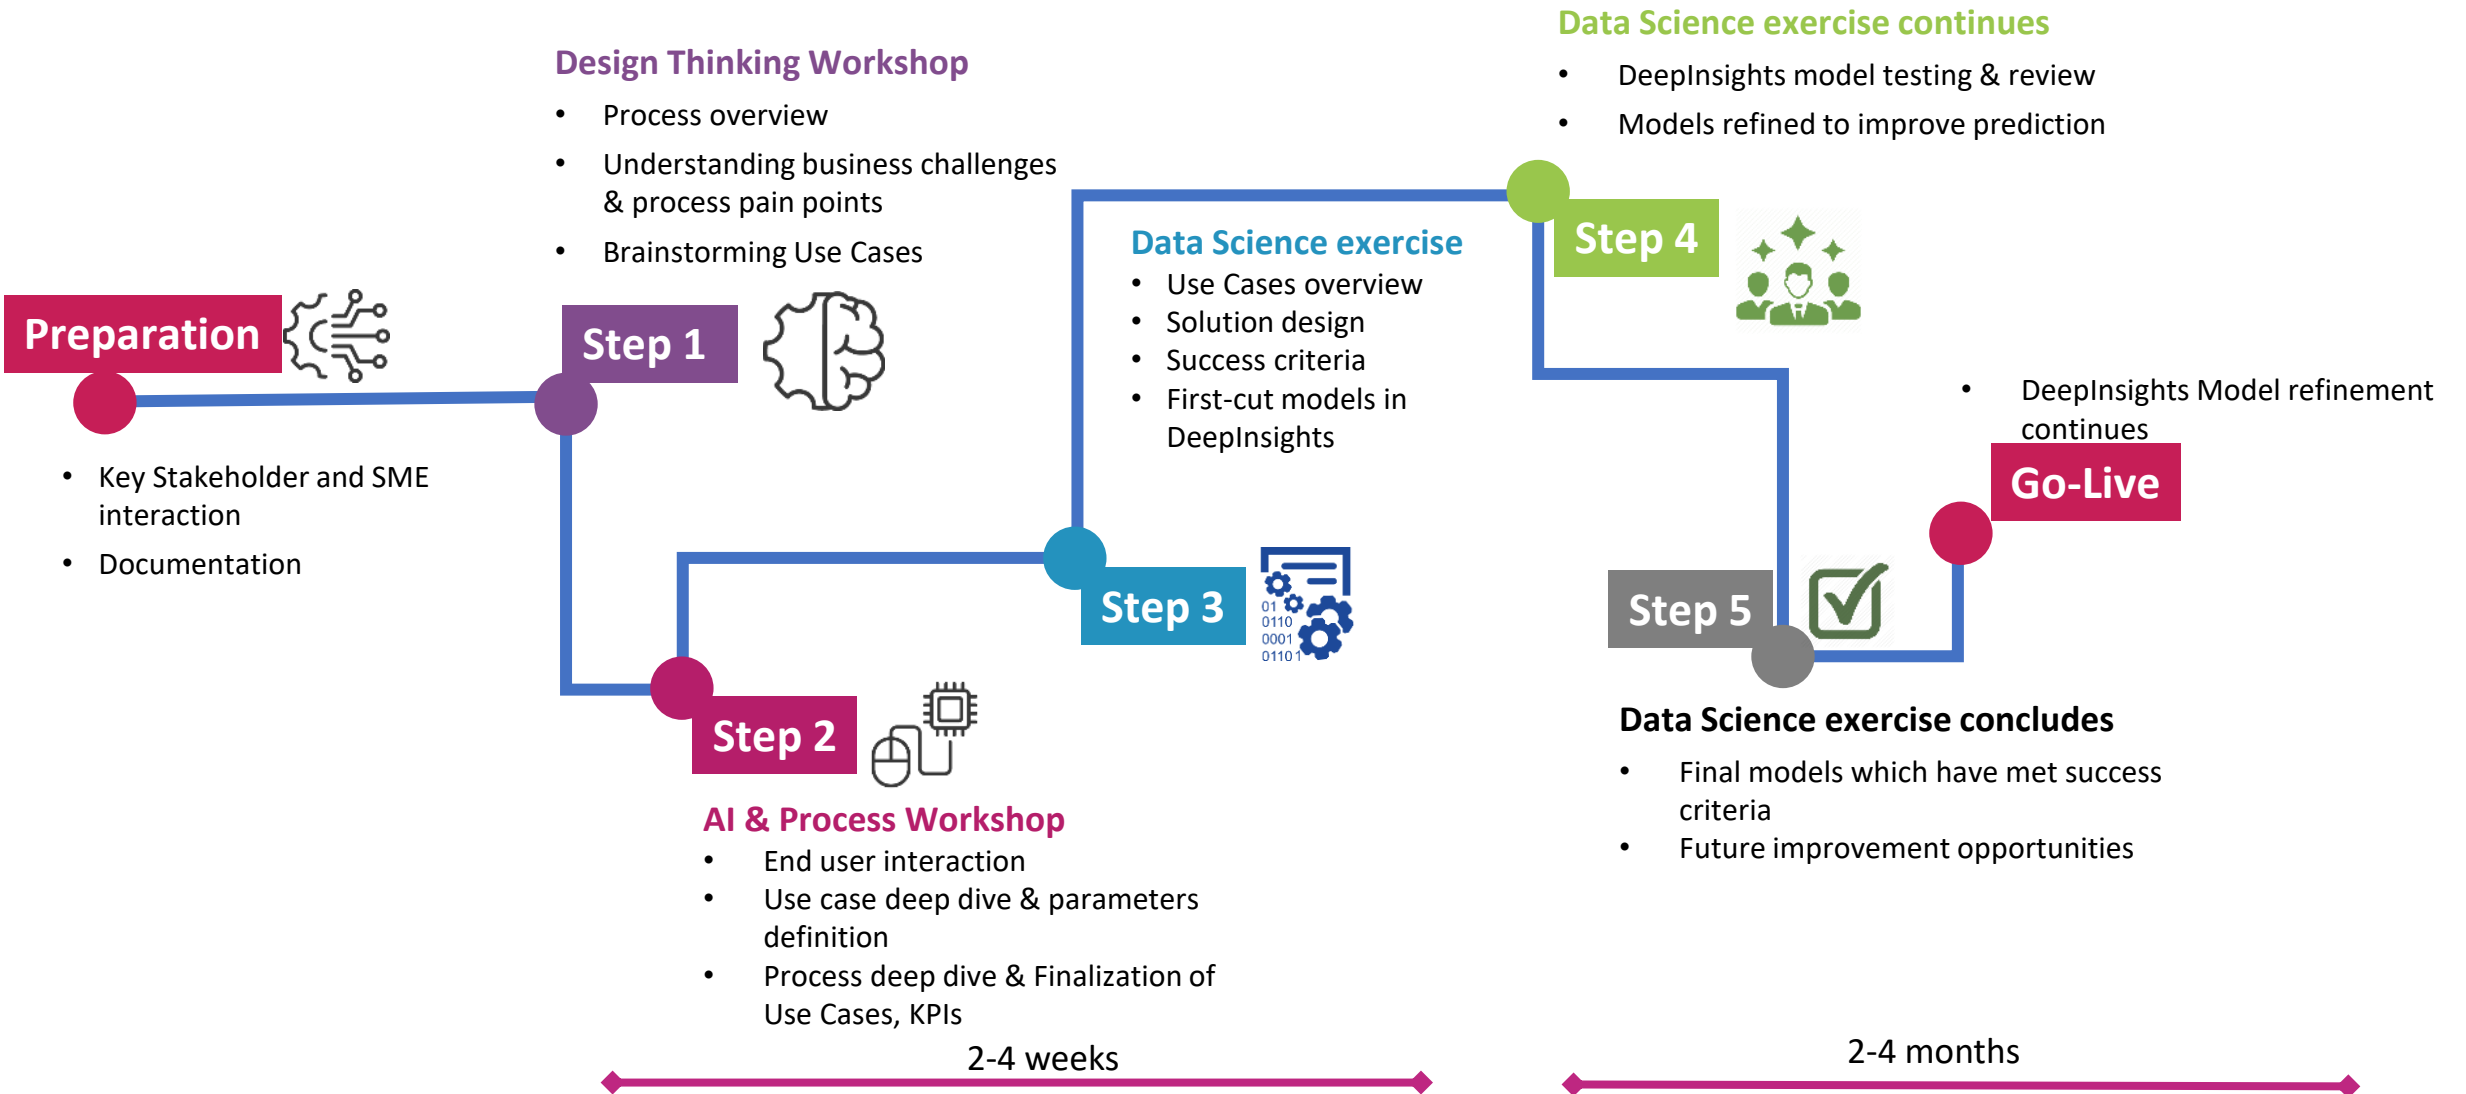 Preparation
• Key Stakeholder and SME
interaction
• Documentation
Design Thinking Workshop
• Process overview
• Understanding business challenges
& process pain points
• Brainstorming Use Cases
Step 1
Step 2
AI & Process Workshop
• End user interaction
• Use case deep dive & parameters
definition
• Process deep dive & Finalization of
Use Cases, KPIs
Data Science exercise
• Use Cases overview
• Solution design
• Success criteria
• First-cut models in
DeepInsights
Step 3
01
0110
0001
01101
Data Science exercise continues
• DeepInsights model testing & review
• Models refined to improve prediction
Step 4
Step 5
Data Science exercise concludes
• Final models which have met success
criteria
• Future improvement opportunities
• DeepInsights Model refinement
continues
Go-Live
2-4 weeks
2-4 months